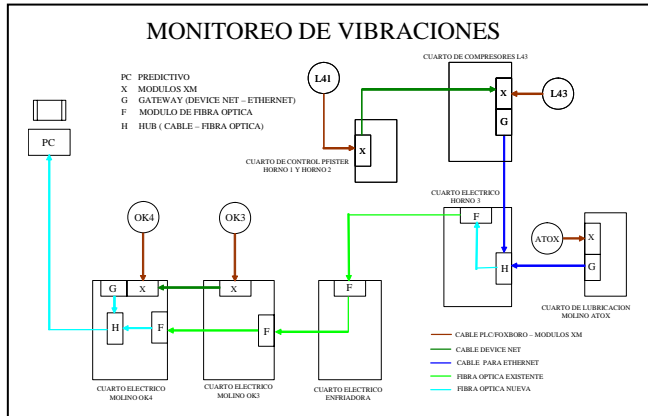 MONITOREO DE VIBRACIONES
CUARTO DE COMPRESORES L43
PC PREDICTIVO
X MODULOS XM
G GATEWAY (DEVICE NET – ETHERNET)
F MODULO DE FIBRA OPTICA
H HUB ( CABLE – FIBRA OPTICA )
L41
X
L43
G
PC
X
CUARTO DE CONTROL PFISTER
HORNO 1 Y HORNO 2
CUARTO ELECTRICO
HORNO 3
OK4
OK3
F
ATOX
X
H
G
G
X
X
F
CUARTO DE LUBRICACION
MOLINO ATOX
H
F
F
CABLE PLC/FOXBORO – MODULOS XM
CABLE DEVICE NET
CABLE PARA ETHERNET
FIBRA OPTICA EXISTENTE
FIBRA OPTICA NUEVA
CUARTO ELECTRICO
MOLINO OK4
CUARTO ELECTRICO
MOLINO OK3
CUARTO ELECTRICO
ENFRIADORA